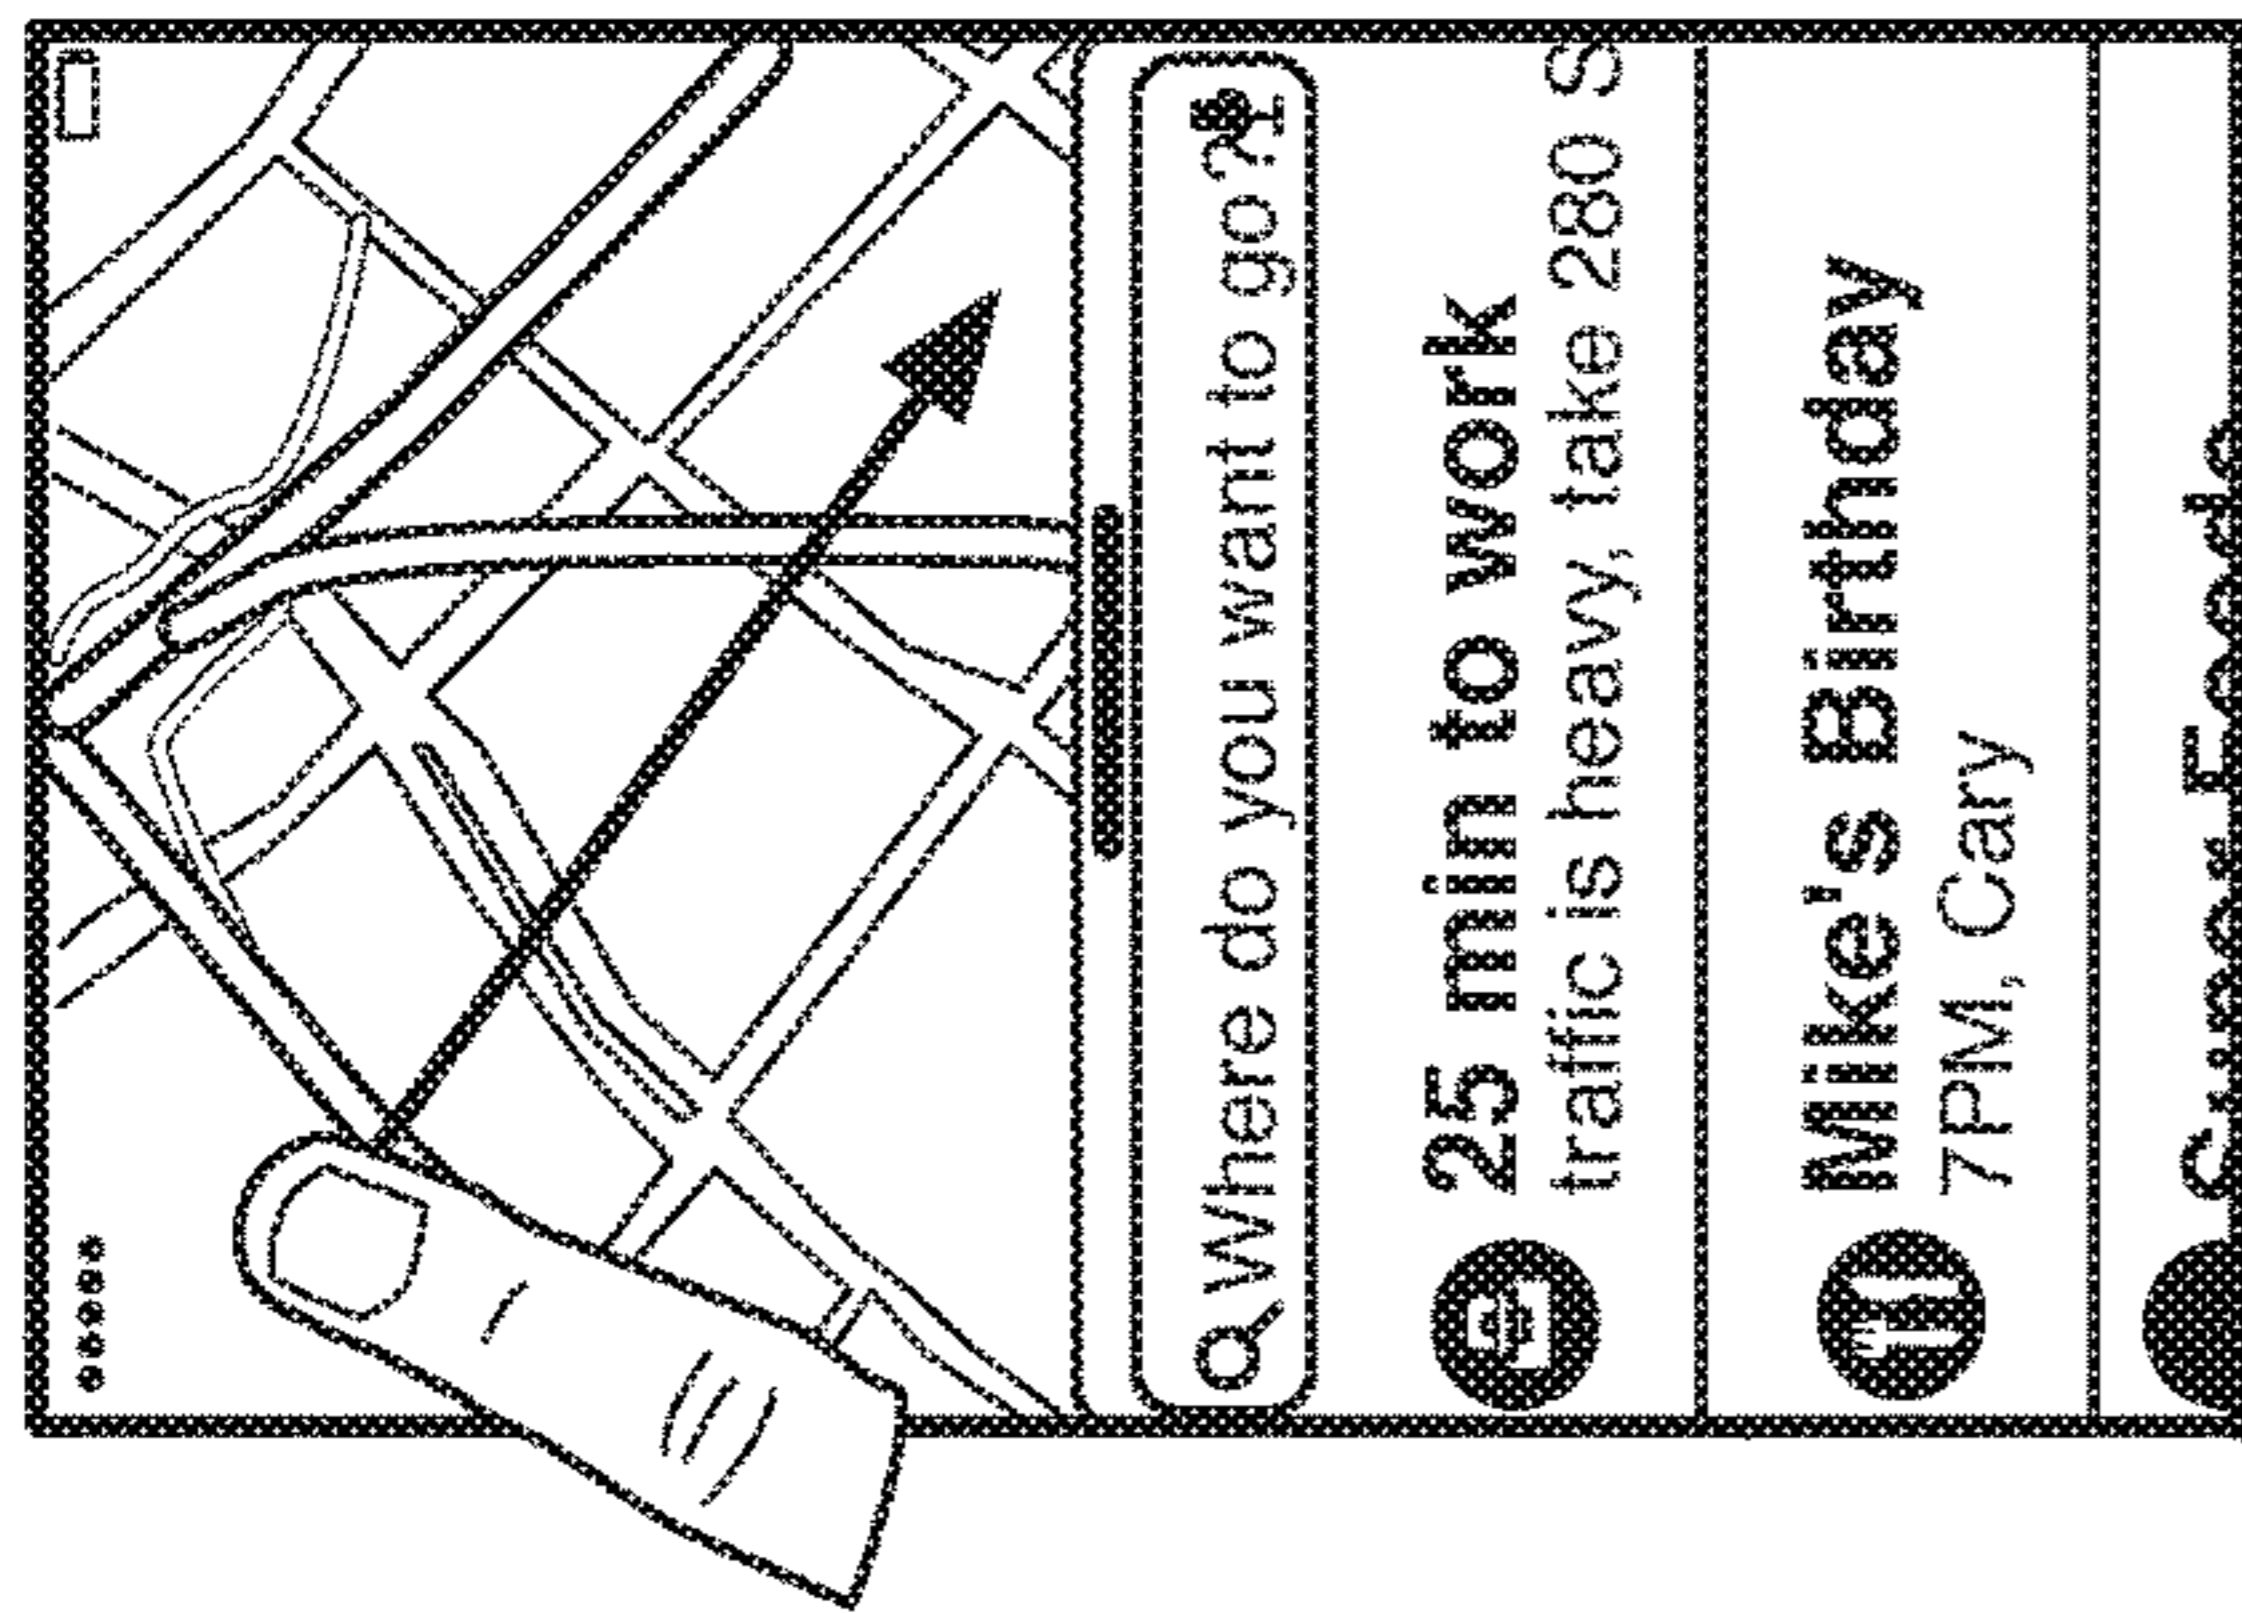 Where do you want to go?
25 min to work
traffic is heavy, take 280 S
Mike's Birthday
7PM, Cary